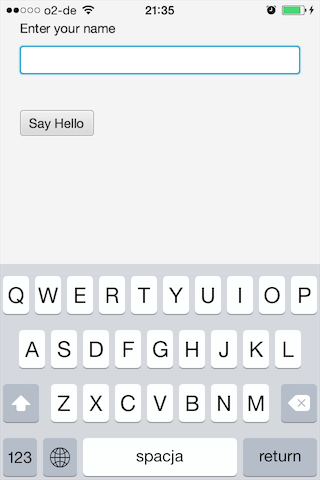 o2-de 21:35
Enter your name
Say Hello
Q W E R T Y U I O P
A S D F G H J K L
Z X C V B N M
123 spacja return